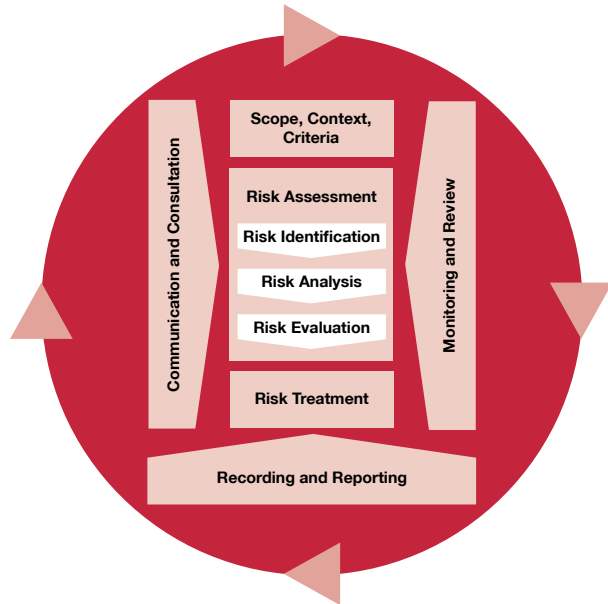 Scope, Context,
Criteria
Communication and Consultation
Risk Assessment
Risk Identification
Risk Analysis
Risk Evaluation
Risk Treatment
Monitoring and Review
Recording and Reporting